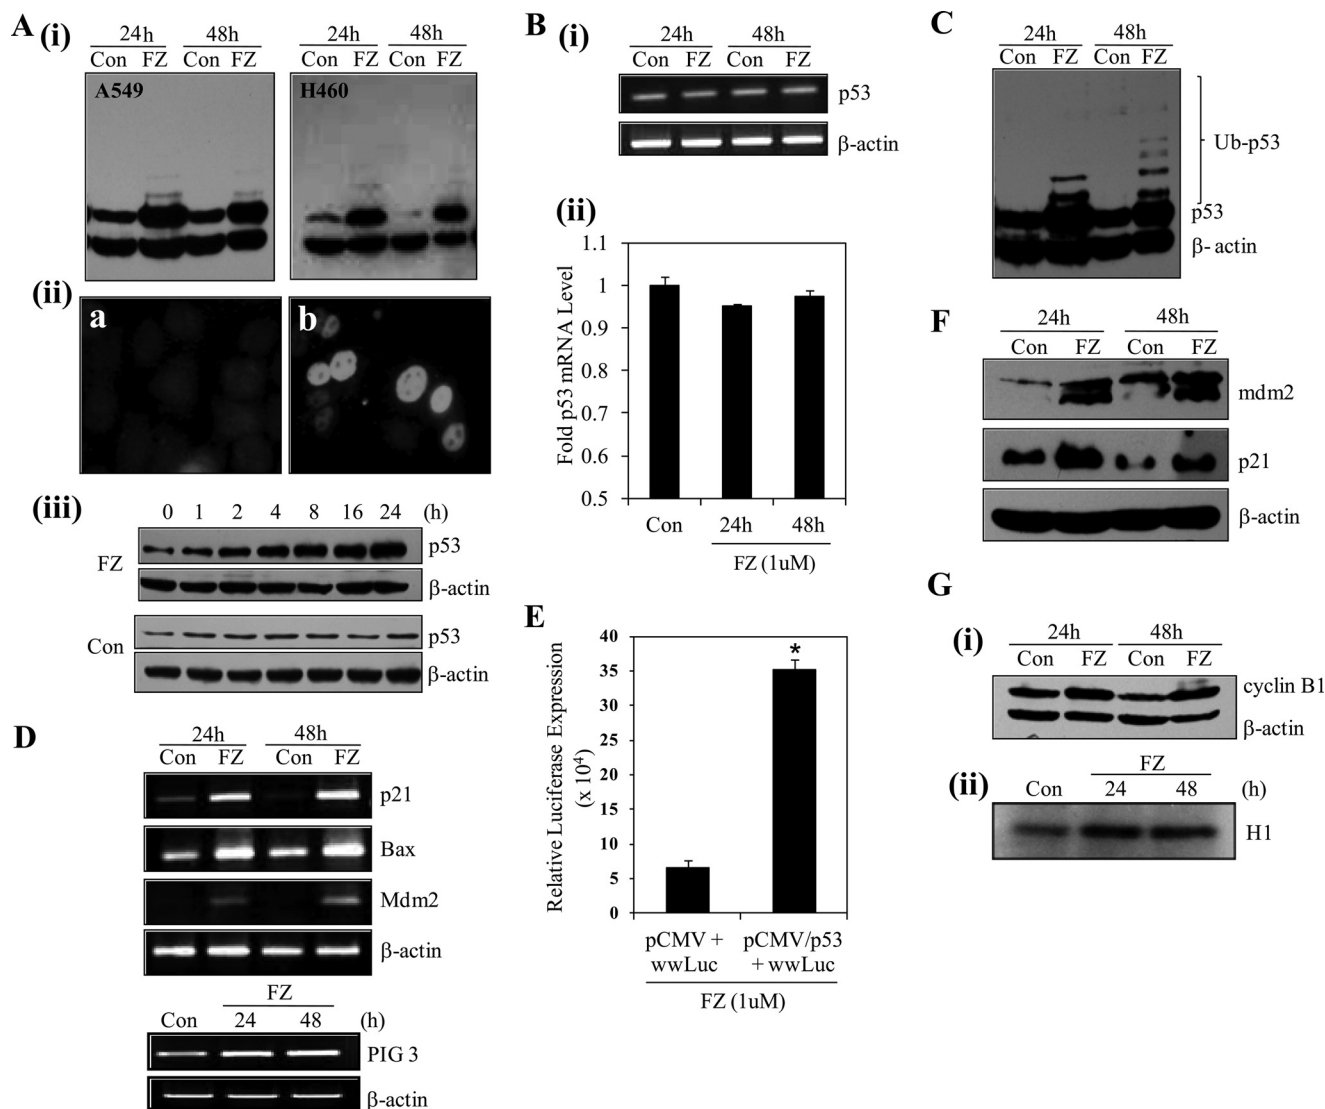 A
(i)
24h 48h
Con FZ Con FZ
A549
24h 48h
Con FZ Con FZ
H460
(ii)
a
b
(iii)
0 1 2 4 8 16 24 (h)
FZ
p53
β-actin
Con
p53
β-actin
B
(i)
24h 48h
Con FZ Con FZ
p53
β-actin
(ii)
Fold p53 mRNA Level
1.1
1
0.9
0.8
0.7
0.6
0.5
Con 24h 48h
FZ (1uM)
C
24h 48h
Con FZ Con FZ
Ub-p53
p53
β- actin
D
24h 48h
Con FZ Con FZ
p21
Bax
Mdm2
β-actin
FZ
Con 24 48 (h)
PIG 3
β-actin
E
Relative Luciferase Expression
(x 10⁴)
40
35
30
25
20
15
10
5
0
*
pCMV + pCMV/p53
wwLuc + wwLuc
FZ (1uM)
F
24h 48h
Con FZ Con FZ
mdm2
p21
β-actin
G
(i)
24h 48h
Con FZ Con FZ
cyclin B1
β-actin
(ii)
FZ
Con 24 48 (h)
H1